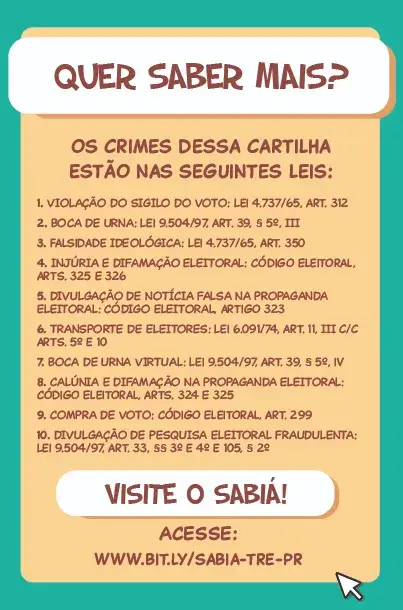 QUER SABER MAIS?
OS CRIMES DESSA CARTILHA
ESTÃO NAS SEGUINTES LEIS:
1. VIOLAÇÃO DO SIGILO DO VOTO: LEI 4.737/65, ART. 312
2. BOCA DE URNA: LEI 9.504/97, ART. 39, § 5º, III
3. FALSIDADE IDEOLÓGICA: LEI 4.737/65, ART. 350
4. INJÚRIA E DIFAMAÇÃO ELEITORAL: CÓDIGO ELEITORAL,
ARTS. 325 E 326
5. DIVULGAÇÃO DE NOTÍCIA FALSA NA PROPAGANDA
ELEITORAL: CÓDIGO ELEITORAL, ARTIGO 323
6. TRANSPORTE DE ELEITORES: LEI 6.091/74, ART. 11, III C/C
ARTS. 5º E 10
7. BOCA DE URNA VIRTUAL: LEI 9.504/97, ART. 39, § 5º, IV
8. CALÚNIA E DIFAMAÇÃO NA PROPAGANDA ELEITORAL:
CÓDIGO ELEITORAL, ARTS. 324 E 325
9. COMPRA DE VOTO: CÓDIGO ELEITORAL, ART. 299
10. DIVULGAÇÃO DE PESQUISA ELEITORAL FRAUDULENTA:
LEI 9.504/97, ART. 33, §§ 3º E 4º E 105, § 2º
VISITE O SABIÁ!
ACESSE:
WWW.BIT.LY/SABIA-TRE-PR